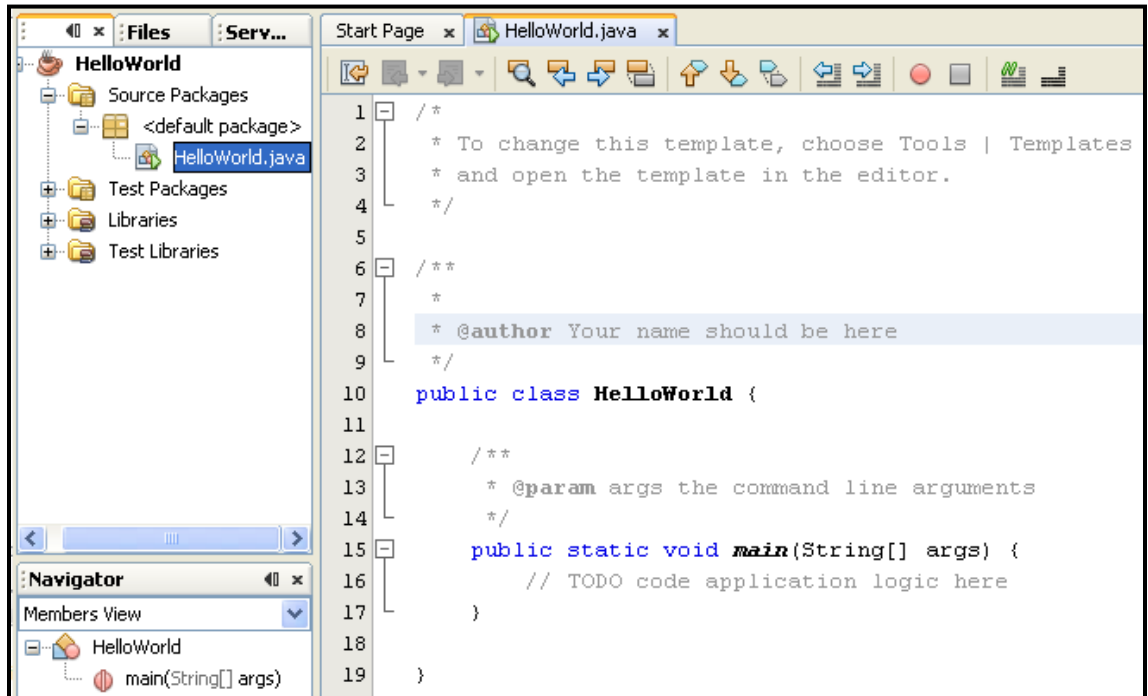 Files
Serv...
HelloWorld
Source Packages
<default package>
HelloWorld.java
Test Packages
Libraries
Test Libraries
Navigator
Members View
HelloWorld
main(String[] args)
Start Page
HelloWorld.java
1 /*
2 * To change this template, choose Tools | Templates
3 * and open the template in the editor.
4 */
5
6 /**
7 *
8 * @author Your name should be here
9 */
10 public class HelloWorld {
11
12 /**
13 * @param args the command line arguments
14 */
15 public static void main(String[] args) {
16 // TODO code application logic here
17 }
18
19 }